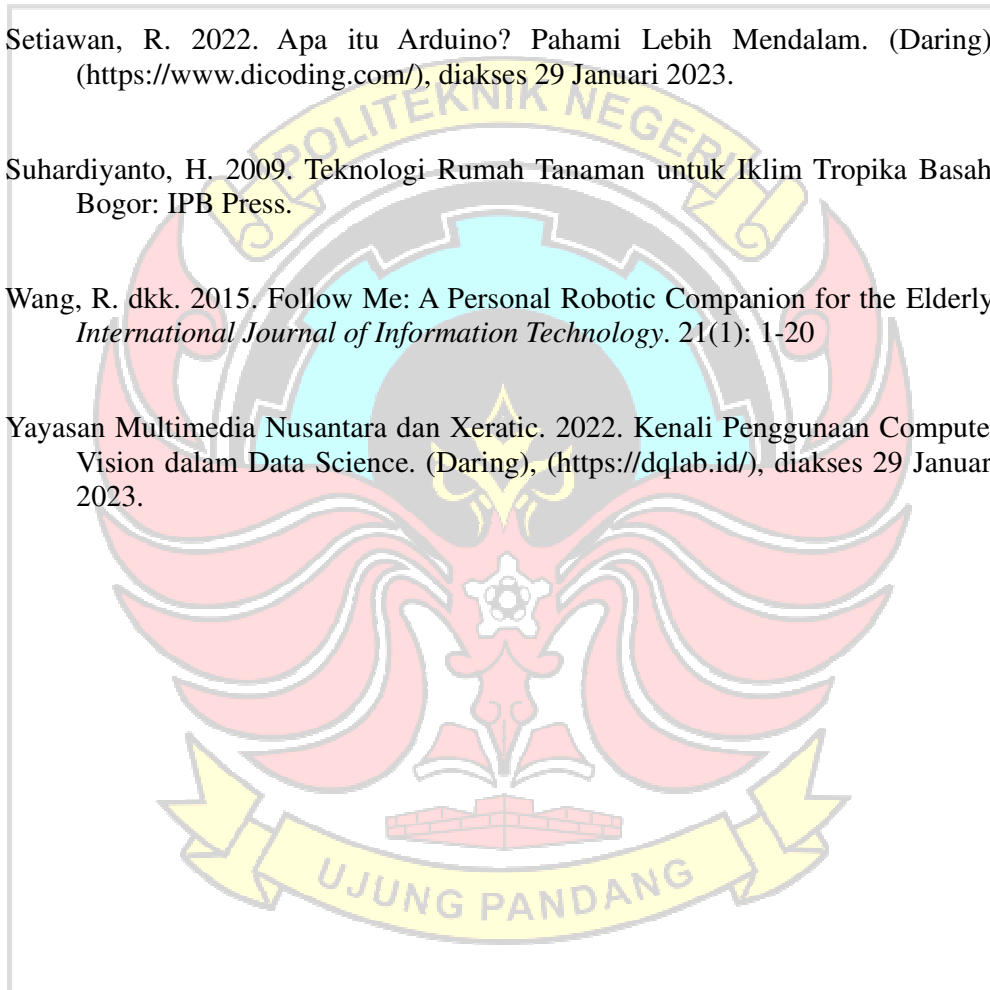 Setiawan, R. 2022. Apa itu Arduino? Pahami Lebih Mendalam. (Daring)
(https://www.dicoding.com/), diakses 29 Januari 2023.
POLITEKNIK NEGERI
Suhardiyanto, H. 2009. Teknologi Rumah Tanaman untuk Iklim Tropika Basah
Bogor: IPB Press.
Wang, R. dkk. 2015. Follow Me: A Personal Robotic Companion for the Elderly
International Journal of Information Technology. 21(1): 1-20
Yayasan Multimedia Nusantara dan Xeratic. 2022. Kenali Penggunaan Compute
Vision dalam Data Science. (Daring), (https://dqlab.id/), diakses 29 Januar
2023.
UJUNG PANDANG